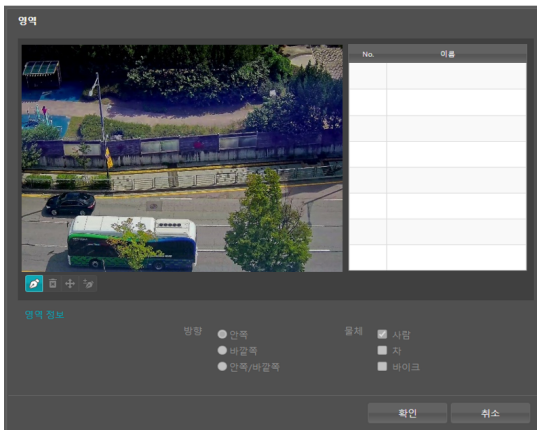 영역
No. 이름
영역 정보
방향 안쪽 물체 사람
바깥쪽 차
안쪽/바깥쪽 바이크
확인 취소